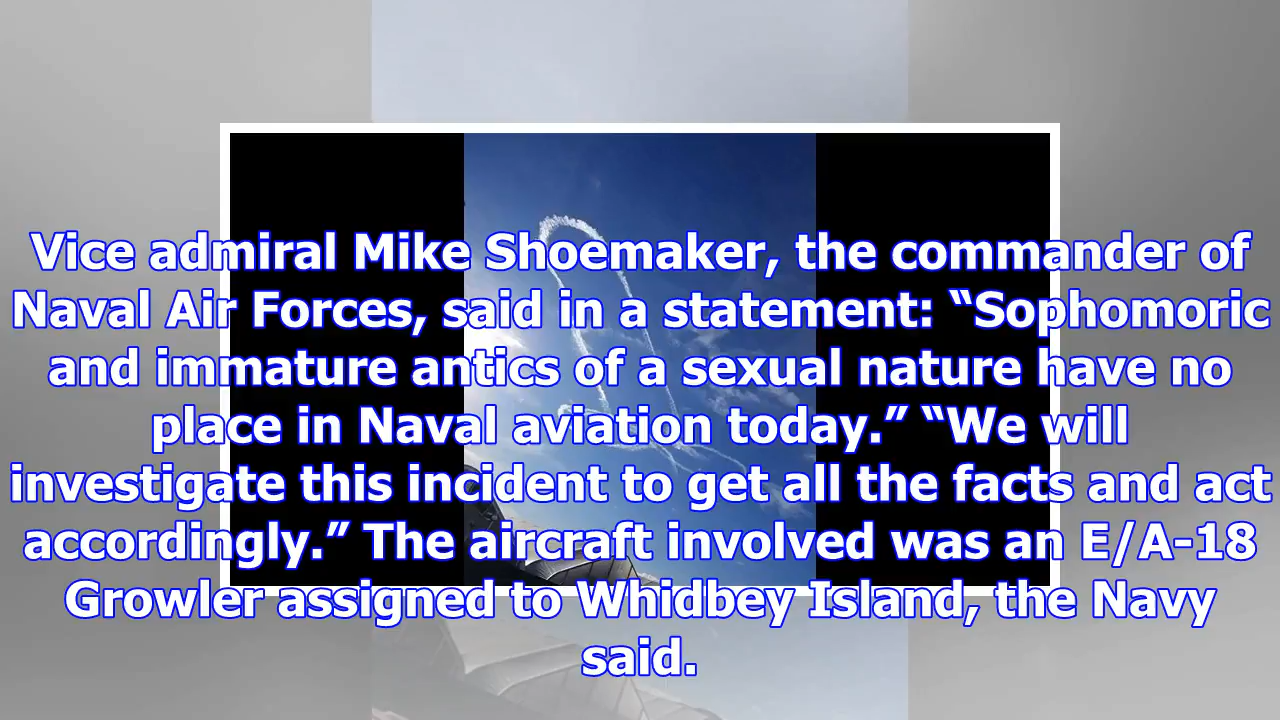 Vice admiral Mike Shoemaker, the commander of
Naval Air Forces, said in a statement: “Sophomoric
and immature antics of a sexual nature have no
place in Naval aviation today.” “We will
investigate this incident to get all the facts and act
accordingly.” The aircraft involved was an E/A-18
Growler assigned to Whidbey Island, the Navy
said.